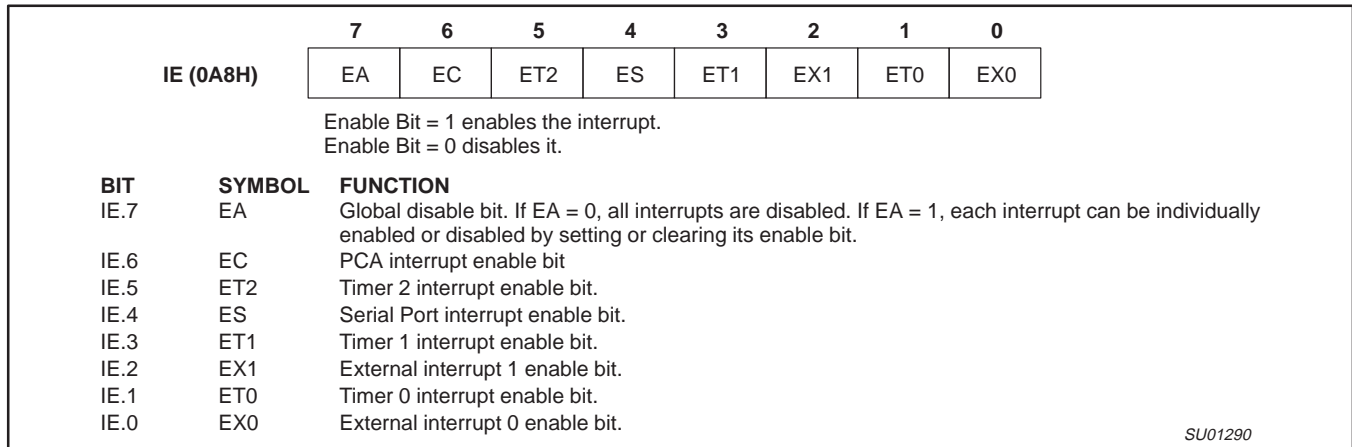 7 6 5 4 3 2 1 0
IE (0A8H) EA EC ET2 ES ET1 EX1 ET0 EX0
Enable Bit = 1 enables the interrupt.
Enable Bit = 0 disables it.
BIT SYMBOL FUNCTION
IE.7 EA Global disable bit. If EA = 0, all interrupts are disabled. If EA = 1, each interrupt can be individually
enabled or disabled by setting or clearing its enable bit.
IE.6 EC PCA interrupt enable bit
IE.5 ET2 Timer 2 interrupt enable bit.
IE.4 ES Serial Port interrupt enable bit.
IE.3 ET1 Timer 1 interrupt enable bit.
IE.2 EX1 External interrupt 1 enable bit.
IE.1 ET0 Timer 0 interrupt enable bit.
IE.0 EX0 External interrupt 0 enable bit.
SU01290